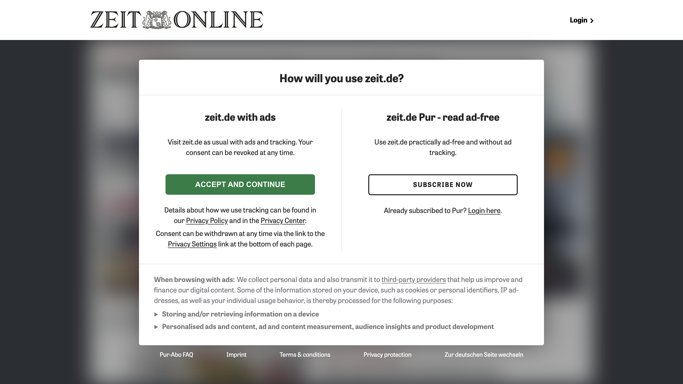 ZEIT ONLINE
Login
How will you use zeit.de?
zeit.de with ads
Visit zeit.de as usual with ads and tracking. Your
consent can be revoked at any time.
ACCEPT AND CONTINUE
Details about how we use tracking can be found in
our Privacy Policy and in the Privacy Center.
Consent can be withdrawn at any time via the link to the
Privacy Settings link at the bottom of each page.
zeit.de Pur - read ad-free
Use zeit.de practically ad-free and without ad
tracking.
SUBSCRIBE NOW
Already subscribed to Pur? Login here.
When browsing with ads: We collect personal data and also transmit it to third-party providers that help us improve and
finance our digital content. Some of the information stored on your device, such as cookies or personal identifiers, IP ad-
dresses, as well as your individual usage behavior, is thereby processed for the following purposes:
Storing and/or retrieving information on a device
Personalised ads and content, ad and content measurement, audience insights and product development
Pur-Abo FAQ
Imprint
Terms & conditions
Privacy protection
Zur deutschen Seite wechseln